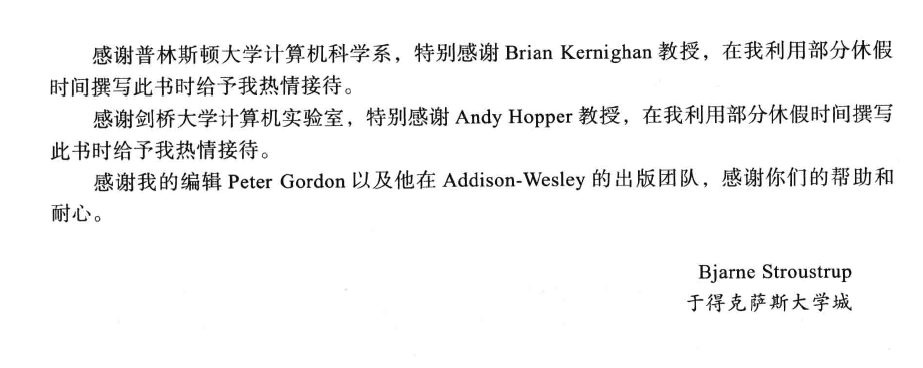 感谢普林斯顿大学计算机科学系，特别感谢 Brian Kernighan 教授，在我利用部分休假
时间撰写此书时给予我热情接待。
感谢剑桥大学计算机实验室，特别感谢 Andy Hopper 教授，在我利用部分休假时间撰写
此书时给予我热情接待。
感谢我的编辑 Peter Gordon 以及他在 Addison-Wesley 的出版团队，感谢你们的帮助和
耐心。
Bjarne Stroustrup
于得克萨斯大学城